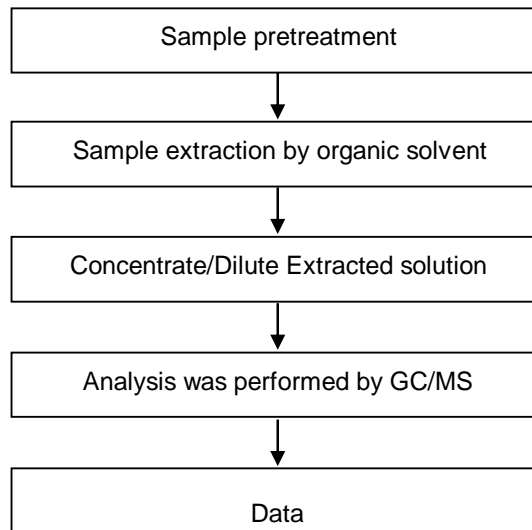 Sample pretreatment
Sample extraction by organic solvent
Concentrate/Dilute Extracted solution
Analysis was performed by GC/MS
Data